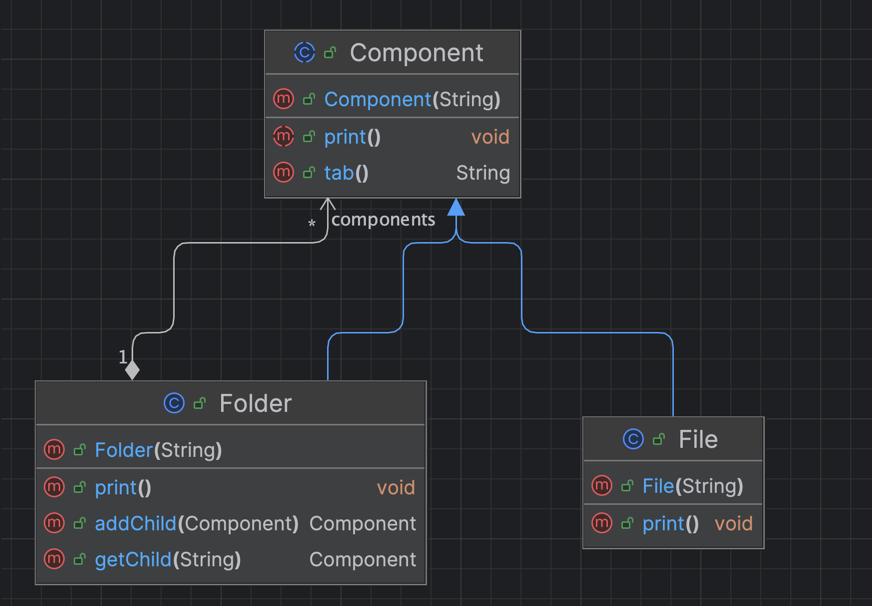 Component
Component(String)
print() void
tab() String
* components
1
Folder
Folder(String)
print() void
addChild(Component) Component
getChild(String) Component
File
File(String)
print() void